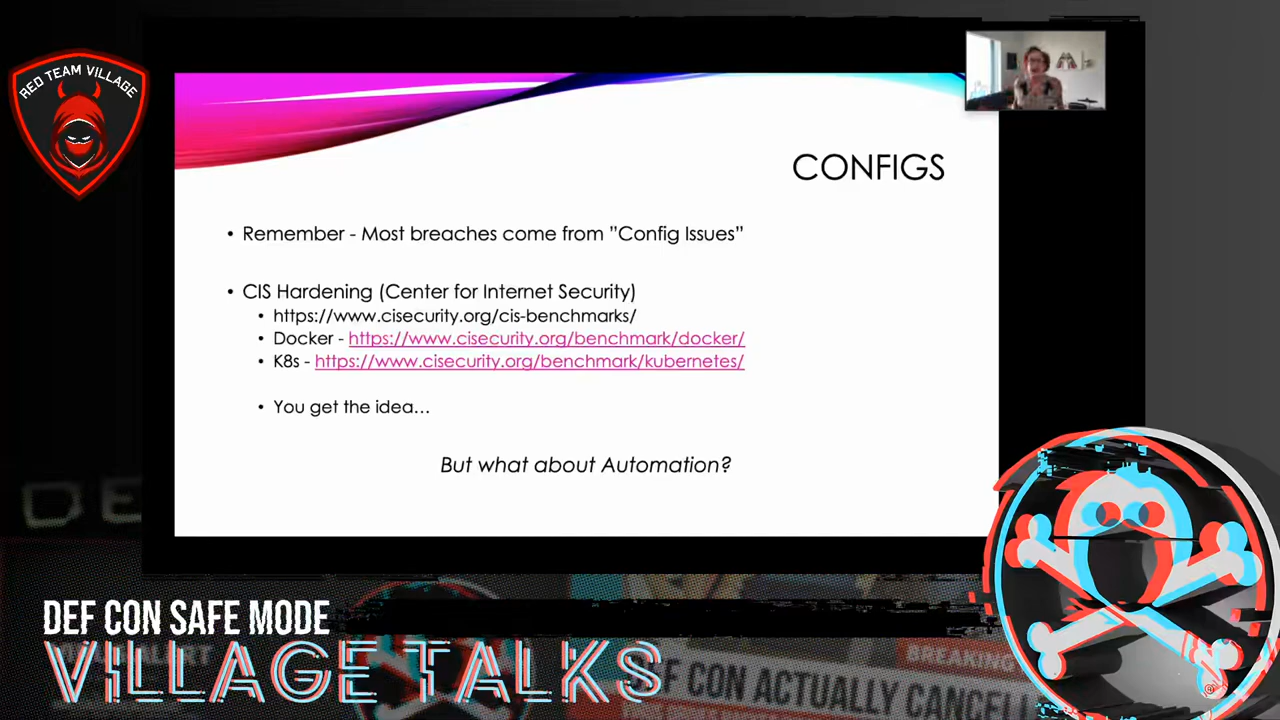 RED TEAM VILLAGE
CONFIGS
• Remember - Most breaches come from ”Config Issues”
• CIS Hardening (Center for Internet Security)
• https://www.cisecurity.org/cis-benchmarks/
• Docker - https://www.cisecurity.org/benchmark/docker/
• K8s - https://www.cisecurity.org/benchmark/kubernetes/
• You get the idea…
But what about Automation?
DEF CON SAFE MODE
VILLAGE TALKS
BREAKING
DEF CON ACTUALLY CANCELL